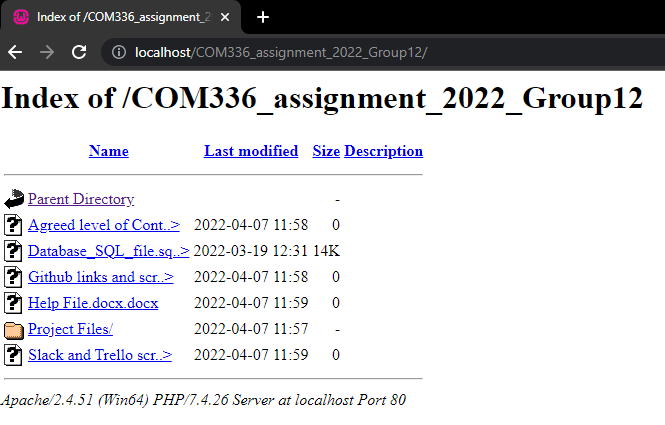 Index of /COM336_assignment_2
localhost/COM336_assignment_2022_Group12/
Index of /COM336_assignment_2022_Group12
Name Last modified Size Description
Parent Directory -
Agreed level of Cont..> 2022-04-07 11:58 0
Database_SQL_file.sq..> 2022-03-19 12:31 14K
Github links and scr..> 2022-04-07 11:58 0
Help File.docx.docx 2022-04-07 11:59 0
Project Files/ 2022-04-07 11:57 -
Slack and Trello scr..> 2022-04-07 11:59 0
Apache/2.4.51 (Win64) PHP/7.4.26 Server at localhost Port 80